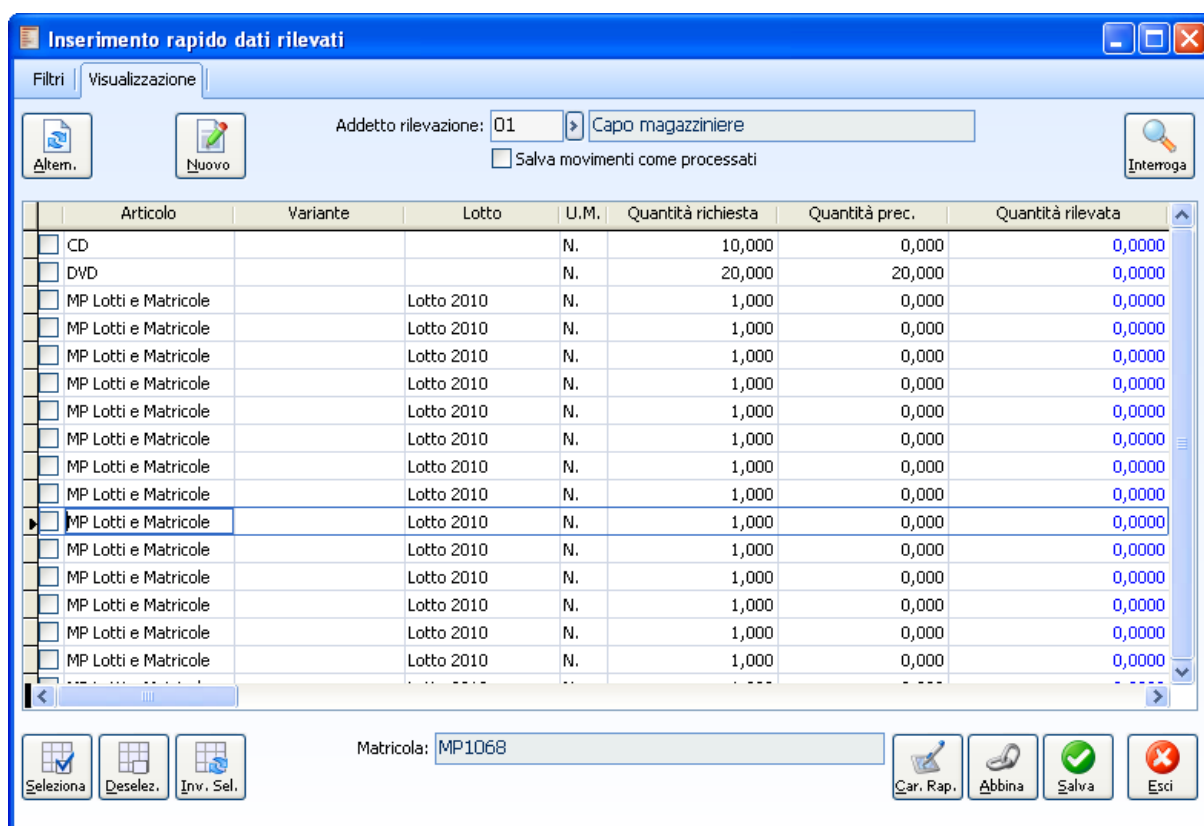 Inserimento rapido dati rilevati
Filtri Visualizzazione
Altern. Nuovo Addetto rilevazione: 01 Capo magazziniere Interroga
Salva movimenti come processati
Articolo Variante Lotto U.M. Quantità richiesta Quantità prec. Quantità rilevata
CD N. 10,000 0,000 0,0000
DVD N. 20,000 20,000 0,0000
MP Lotti e Matricole Lotto 2010 N. 1,000 0,000 0,0000
MP Lotti e Matricole Lotto 2010 N. 1,000 0,000 0,0000
MP Lotti e Matricole Lotto 2010 N. 1,000 0,000 0,0000
MP Lotti e Matricole Lotto 2010 N. 1,000 0,000 0,0000
MP Lotti e Matricole Lotto 2010 N. 1,000 0,000 0,0000
MP Lotti e Matricole Lotto 2010 N. 1,000 0,000 0,0000
MP Lotti e Matricole Lotto 2010 N. 1,000 0,000 0,0000
MP Lotti e Matricole Lotto 2010 N. 1,000 0,000 0,0000
MP Lotti e Matricole Lotto 2010 N. 1,000 0,000 0,0000
MP Lotti e Matricole Lotto 2010 N. 1,000 0,000 0,0000
MP Lotti e Matricole Lotto 2010 N. 1,000 0,000 0,0000
MP Lotti e Matricole Lotto 2010 N. 1,000 0,000 0,0000
MP Lotti e Matricole Lotto 2010 N. 1,000 0,000 0,0000
MP Lotti e Matricole Lotto 2010 N. 1,000 0,000 0,0000
Seleziona Deselez. Inv. Sel. Matricola: MP1068 Car. Rap. Abbina Salva Esci